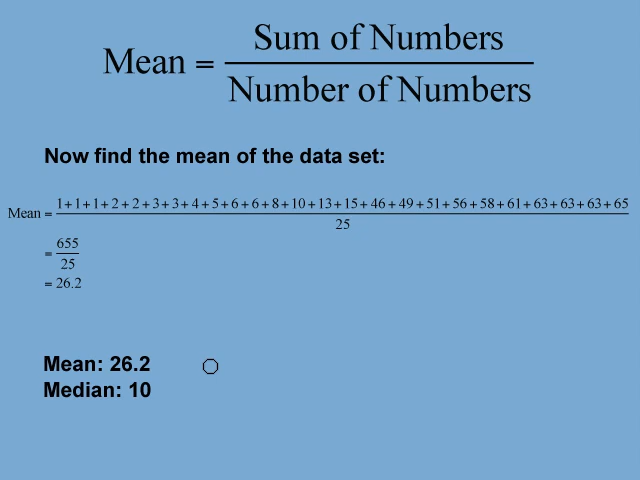 Mean = Sum of Numbers / Number of Numbers
Now find the mean of the data set:
Mean = 1+1+1+2+2+3+3+4+5+6+6+8+10+13+15+46+49+51+56+58+61+63+63+63+65 / 25
= 655 / 25
= 26.2
Mean: 26.2
Median: 10